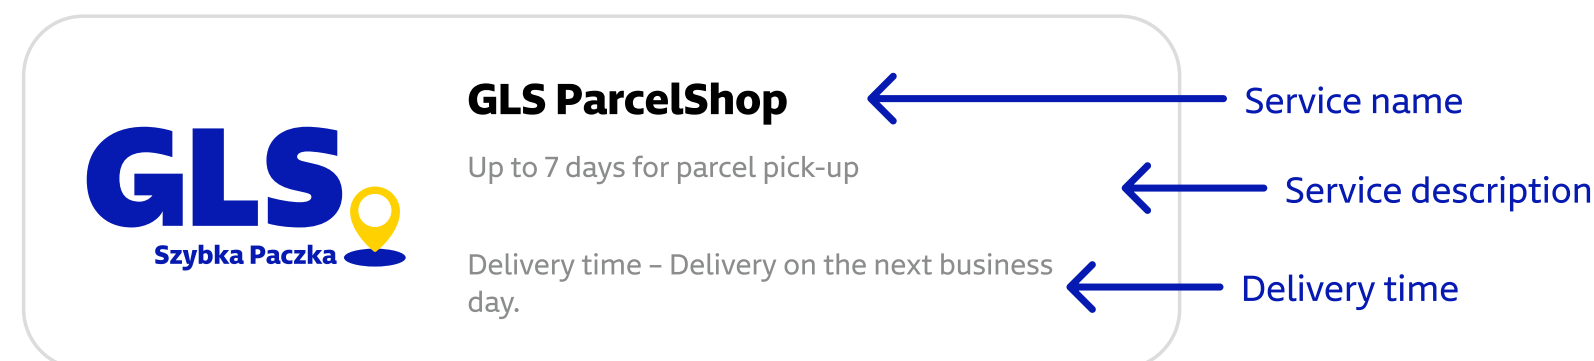 GLS ParcelShop
Service name
Up to 7 days for parcel pick-up
Service description
GLS
Szybka Paczka
Delivery time – Delivery on the next business
day.
Delivery time